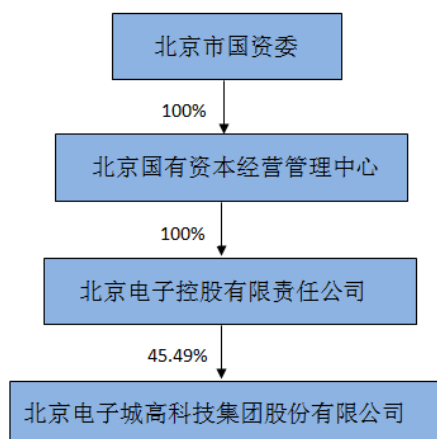 北京市国资委
100%
北京国有资本经营管理中心
100%
北京电子控股有限责任公司
45.49%
北京电子城高科技集团股份有限公司